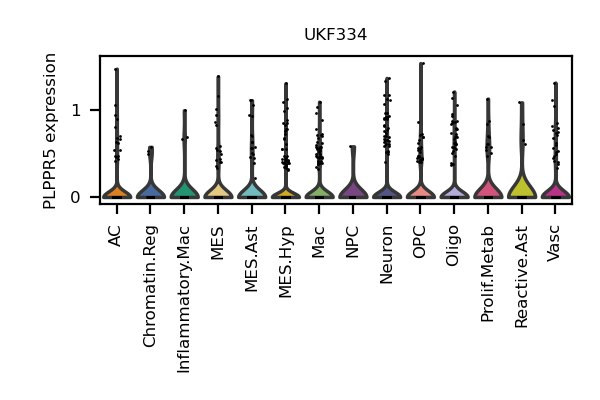 UKF334
PLPPR5 expression
1
0
AC
Chromatin.Reg
Inflammatory.Mac
MES
MES.Ast
MES.Hyp
Mac
NPC
Neuron
OPC
Oligo
Prolif.Metab
Reactive.Ast
Vasc